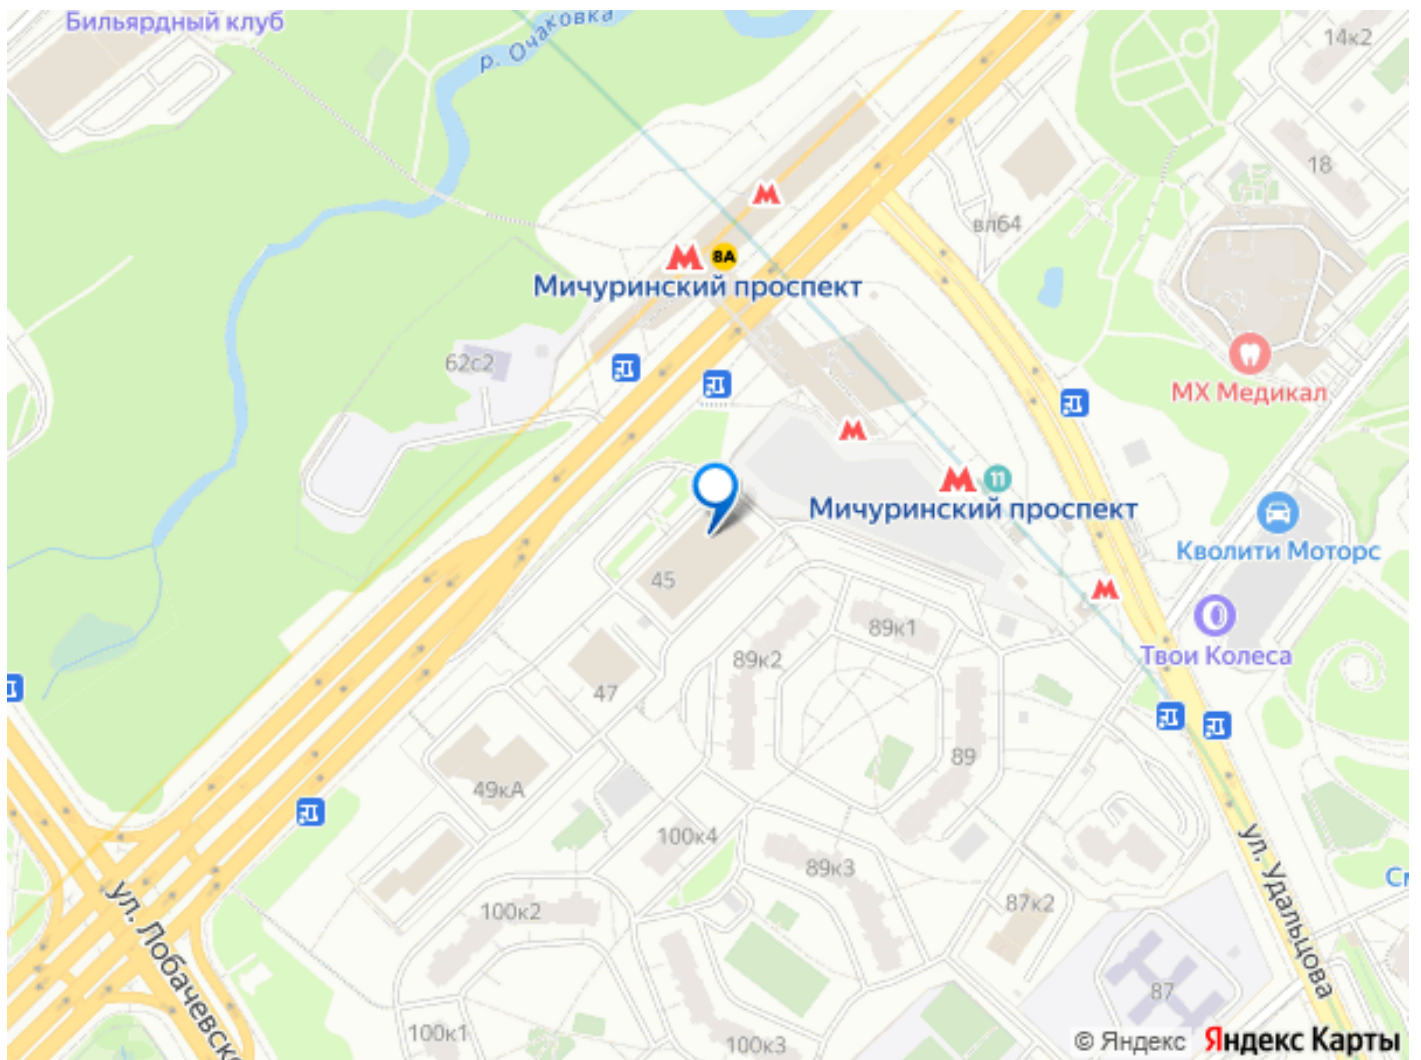 Бильярдный клуб
р. Очаковка
14к2
18
вл64
8А
Мичуринский проспект
62с2
МХ Медикал
11
Мичуринский проспект
Кволити Моторс
45
89к1
Твои Колеса
89к2
47
89
49кА
100к4
89к3
ул. Удальцова
См
87к2
100к2
ул. Лобачевско
87
100к1
100к3
© Яндекс Яндекс Карты